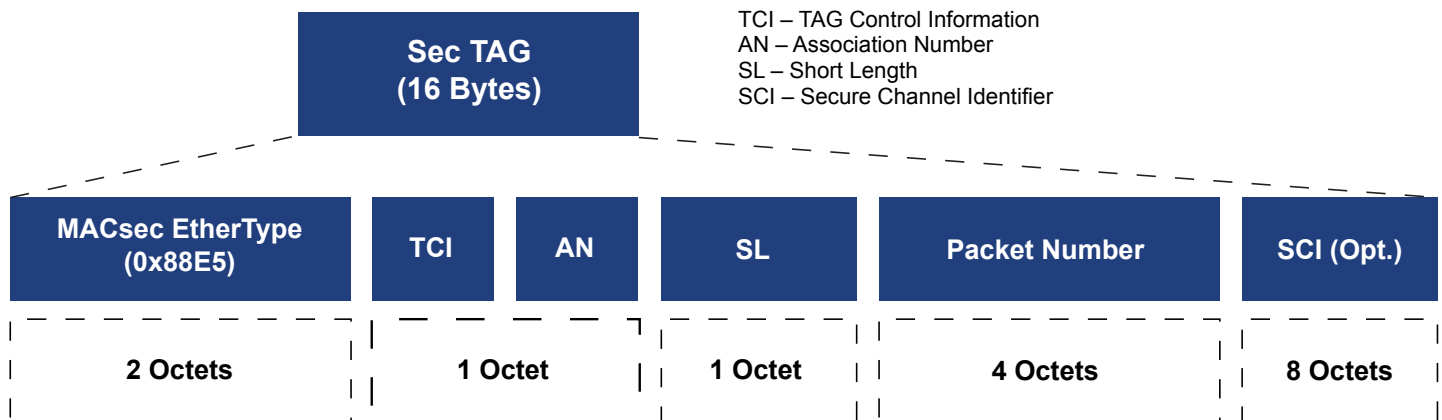 Sec TAG
(16 Bytes)
TCI – TAG Control Information
AN – Association Number
SL – Short Length
SCI – Secure Channel Identifier
MACsec EtherType
(0x88E5)
TCI
AN
SL
Packet Number
SCI (Opt.)
2 Octets
1 Octet
1 Octet
4 Octets
8 Octets